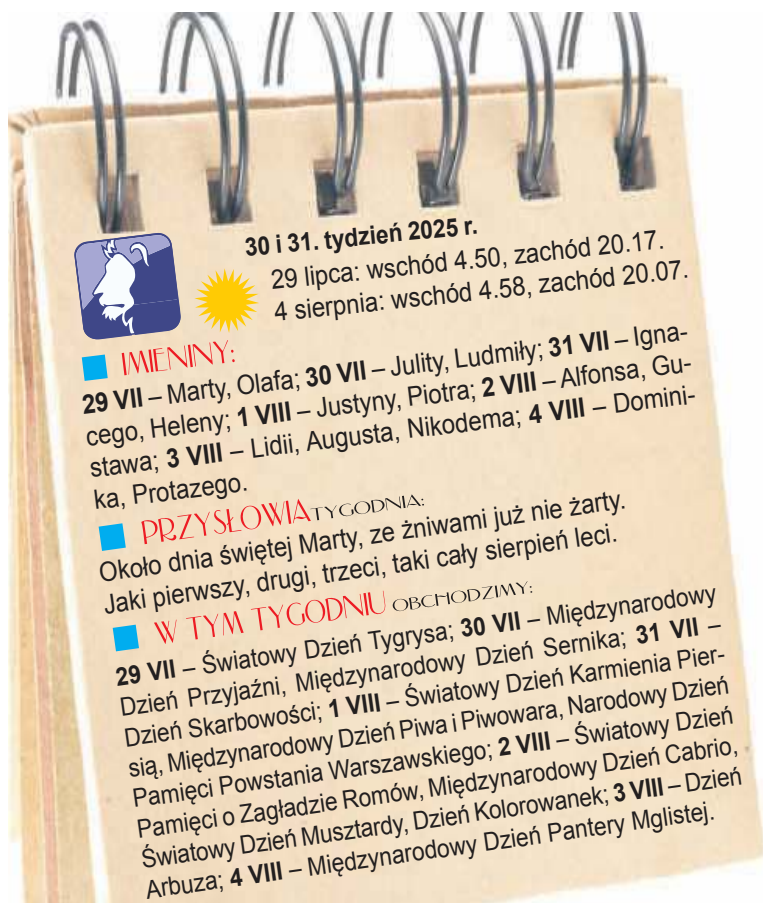 30 i 31. tydzień 2025 r.
29 lipca: wschód 4.50, zachód 20.17.
4 sierpnia: wschód 4.58, zachód 20.07.
IMIENINY:
29 VII – Marty, Olafa; 30 VII – Julity, Ludmiły; 31 VII – Igna-
cego, Heleny; 1 VIII – Justyny, Piotra; 2 VIII – Alfonsa, Gu-
stawa; 3 VIII – Lidii, Augusta, Nikodema; 4 VIII – Domini-
ka, Protazego.
PRZYSŁOWIA TYGODNIA:
Około dnia świętej Marty, ze żniwami już nie żarty.
Jaki pierwszy, drugi, trzeci, taki cały sierpień leci.
W TYM TYGODNIU OBCHODZIMY:
29 VII – Światowy Dzień Tygrysa; 30 VII – Międzynarodowy
Dzień Przyjaźni, Międzynarodowy Dzień Sernika; 31 VII –
Dzień Skarbowości; 1 VIII – Światowy Dzień Karmienia Pier-
sią, Międzynarodowy Dzień Piwa i Piwowara, Narodowy Dzień
Pamięci Powstania Warszawskiego; 2 VIII – Światowy Dzień
Pamięci o Zagładzie Romów, Międzynarodowy Dzień Cabrio,
Światowy Dzień Musztardy, Dzień Kolorowanek; 3 VIII – Dzień
Arbuza; 4 VIII – Międzynarodowy Dzień Pantery Mglistej.